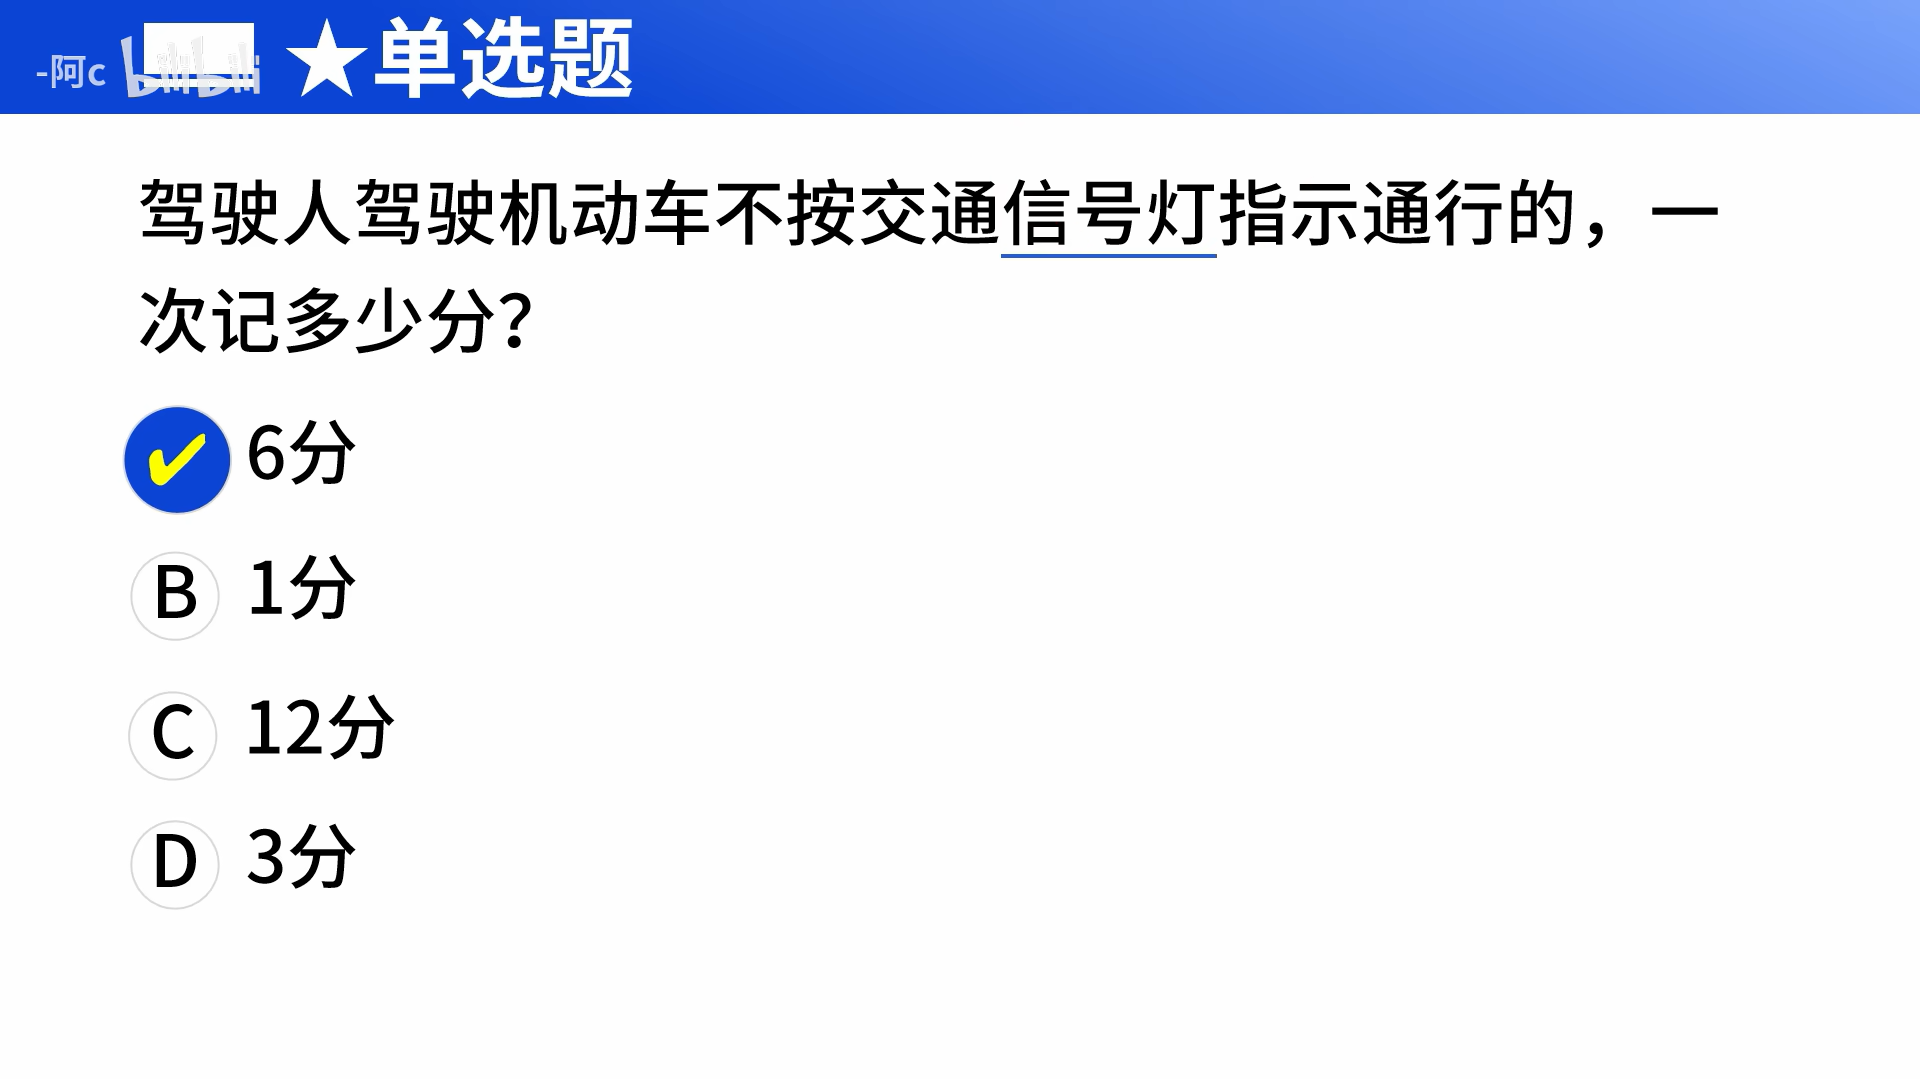 -阿c bilibili ★单选题
驾驶人驾驶机动车不按交通信号灯指示通行的，一
次记多少分？
✔ 6分
B 1分
C 12分
D 3分